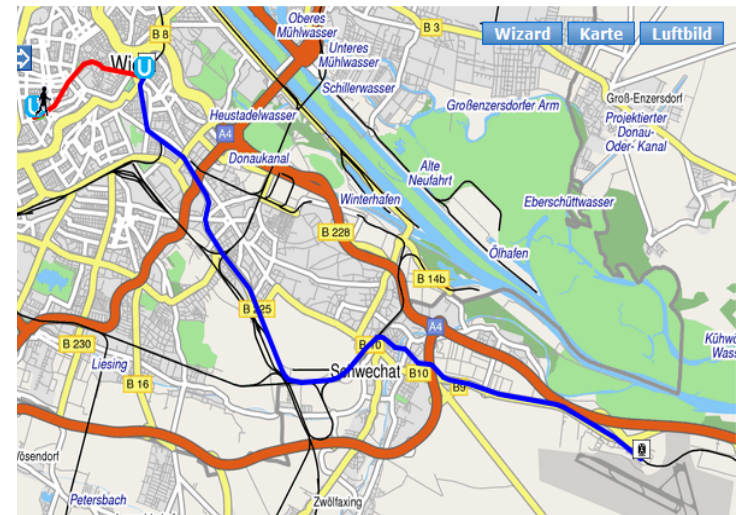 Oberes
Mühlwasser
B 8
B 3
Wizard
Karte
Luftbild
Unteres
Mühlwasser
U
Schillerwasser
Groß-Enzersdorf
Großenzersdorfer Arm
U
Heustadelwasser
Projektierter
Donau-
Oder- Kanal
A4
Donaukanal
Alte
Neufahrt
Winterhafen
Eberschüttwasser
B 228
Ölhafen
B 14b
B 225
A4
B 230
B 10
Liesing
Schwechat
B 16
B10
B9
Petersbach
Zwölfaxing